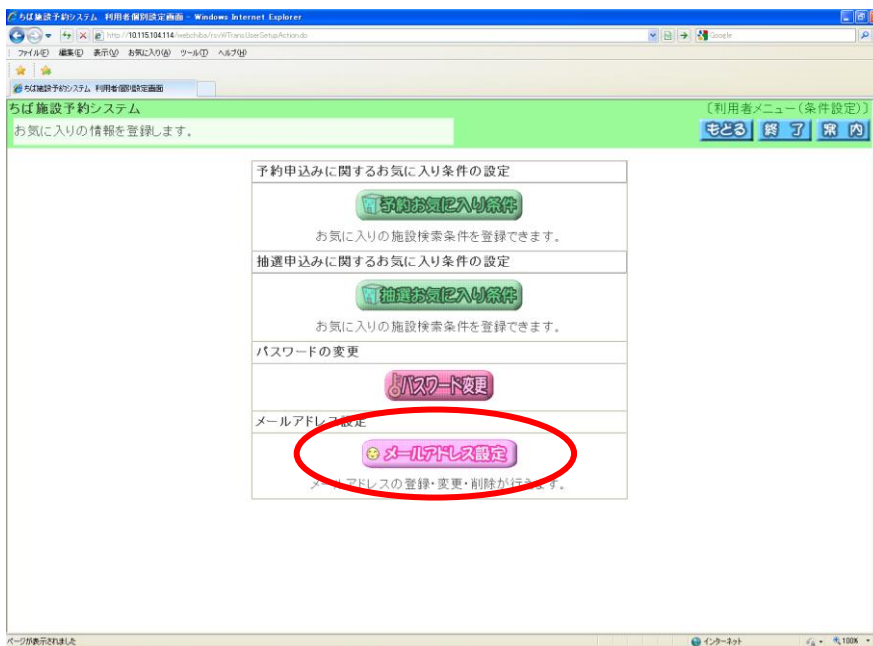 ちば施設予約システム 利用者個別設定画面 - Windows Internet Explorer
http://10.115.104.114/webchiba/rsv/WTransUserSetupAction.do
Google
ファイル(F) 編集(E) 表示(V) お気に入り(A) ツール(T) ヘルプ(H)
ちば施設予約システム 利用者個別設定画面
ちば施設予約システム
〔利用者メニュー(条件設定)〕
お気に入りの情報を登録します。
もどる 終了 案内
予約申込みに関するお気に入り条件の設定
予約お気に入り条件
お気に入りの施設検索条件を登録できます。
抽選申込みに関するお気に入り条件の設定
抽選お気に入り条件
お気に入りの施設検索条件を登録できます。
パスワードの変更
パスワード変更
メールアドレス設定
メールアドレス設定
メールアドレスの登録・変更・削除が行えます。
ページが表示されました
インターネット
100%